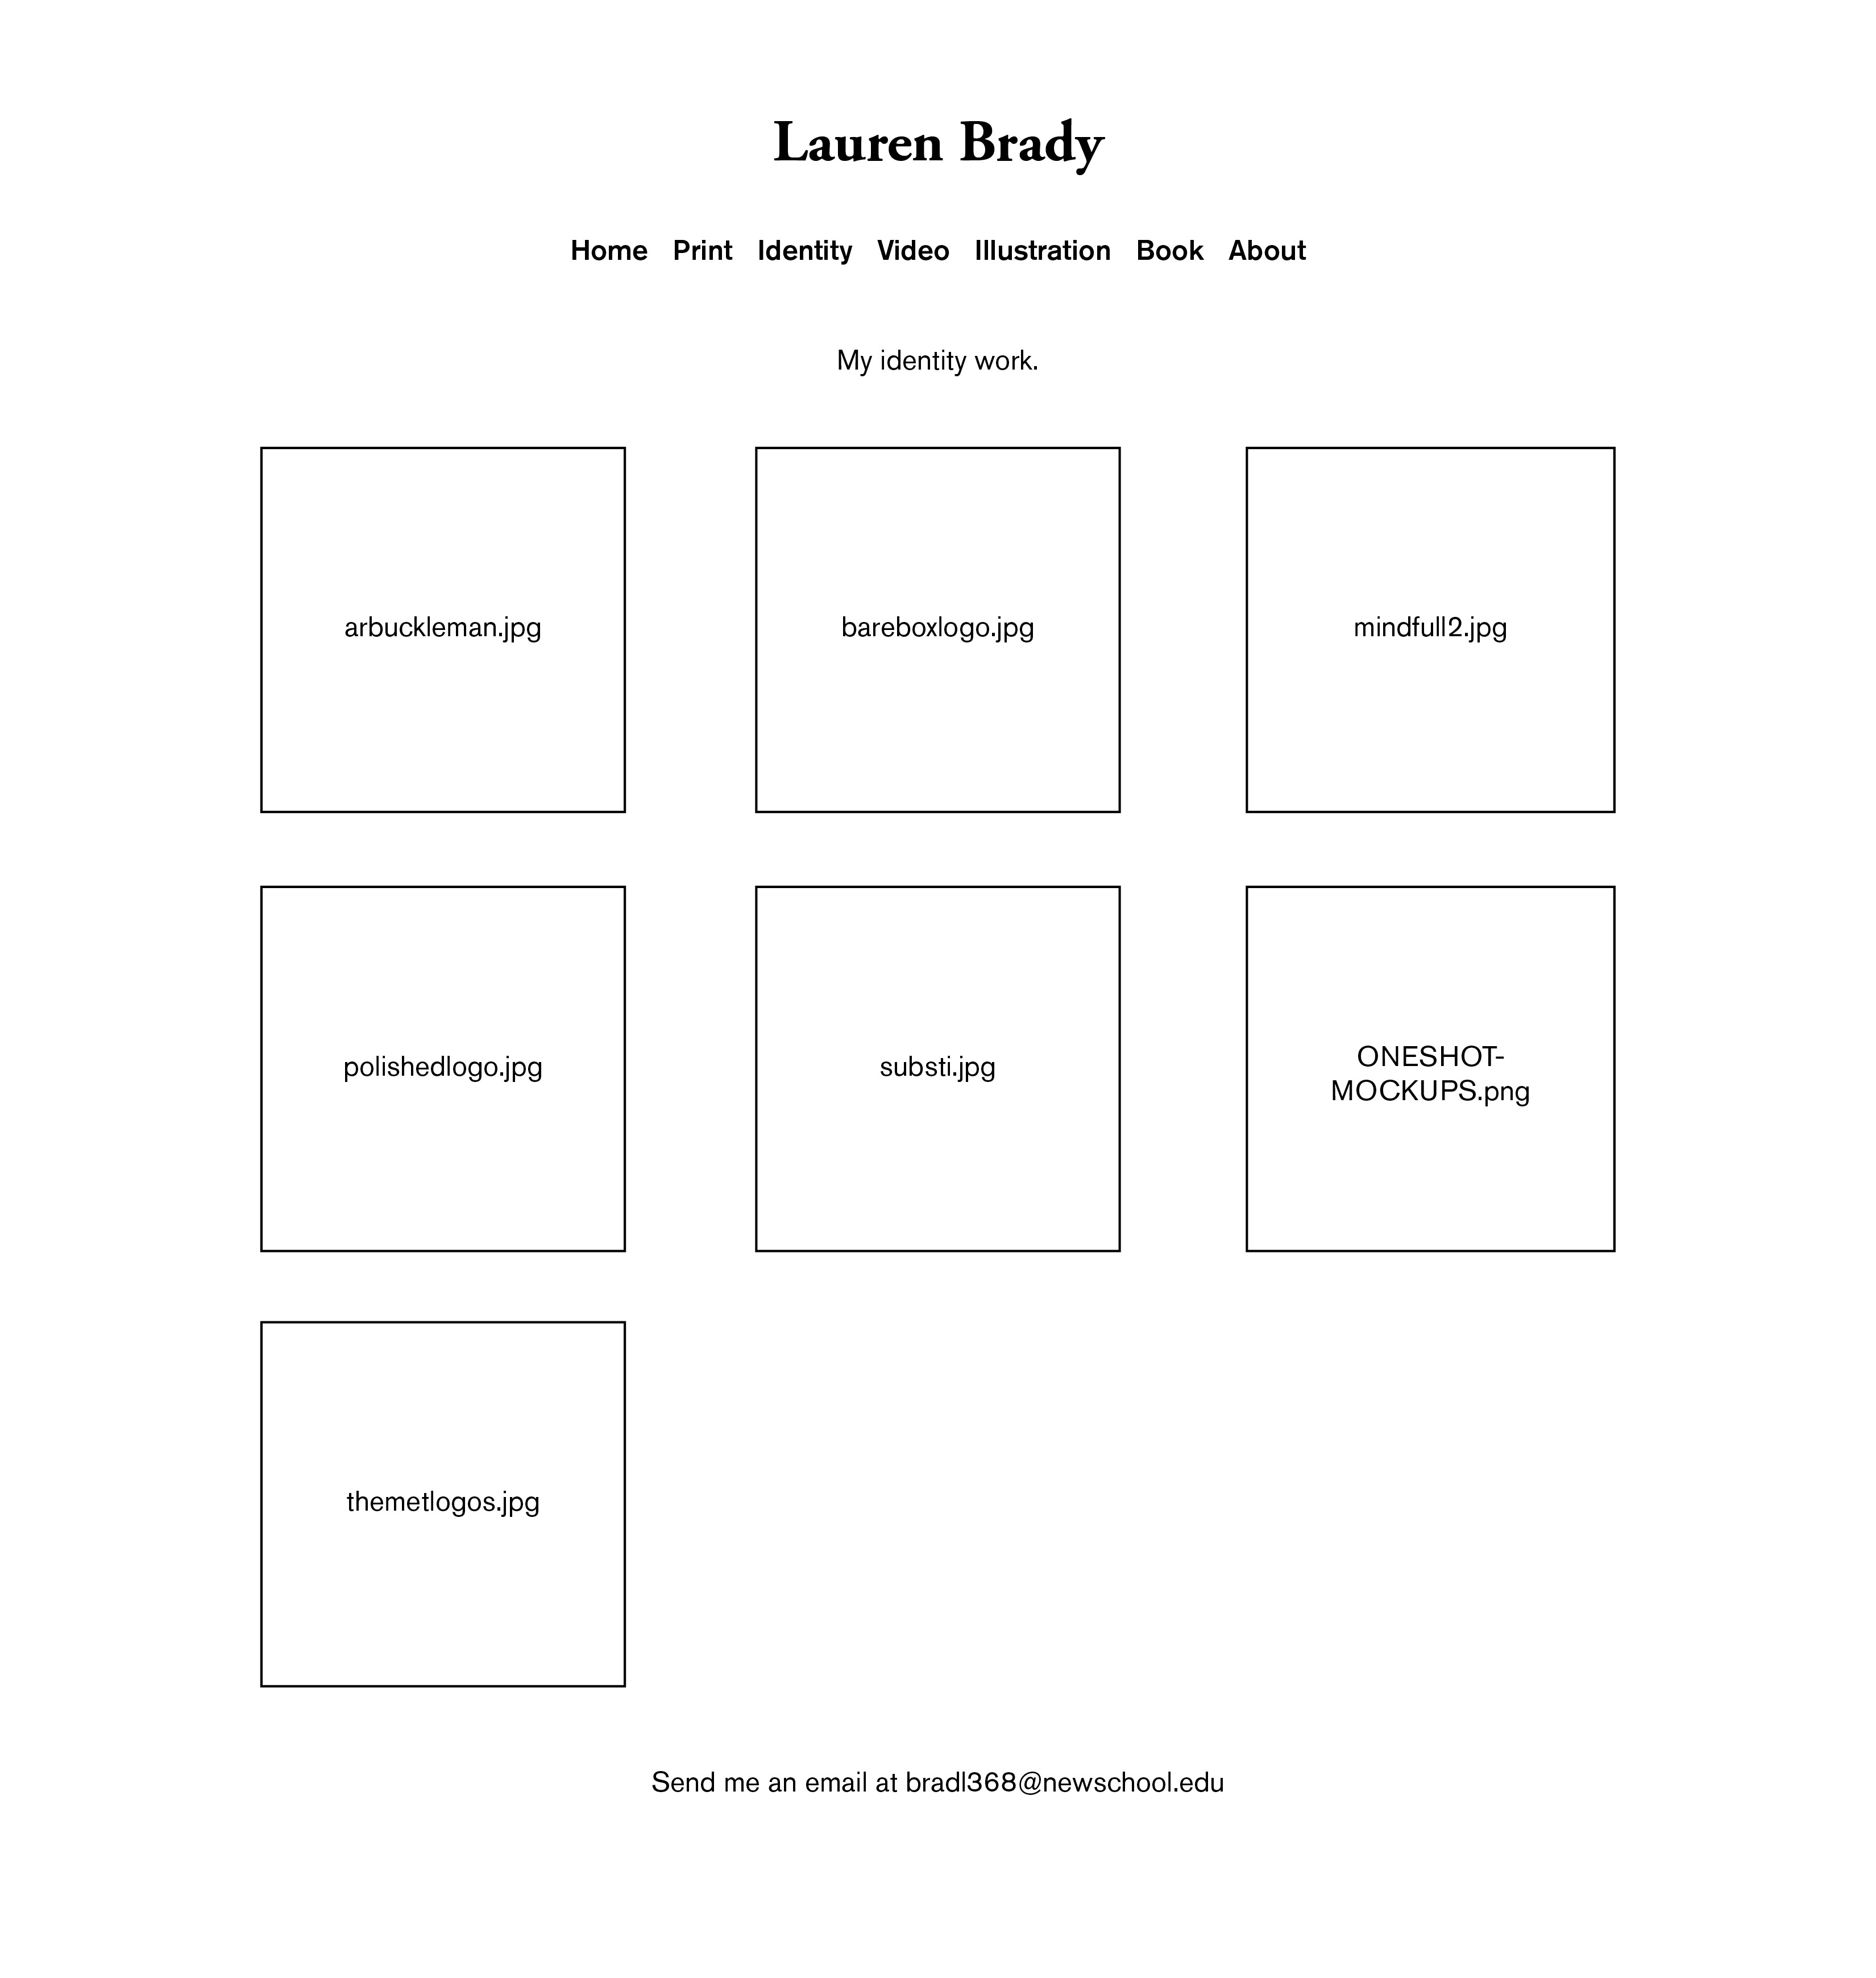 Lauren Brady
Home Print Identity Video Illustration Book About
My identity work.
arbuckleman.jpg
bareboxlogo.jpg
mindfull2.jpg
polishedlogo.jpg
substi.jpg
ONESHOT-
MOCKUPS.png
themetlogos.jpg
Send me an email at bradl368@newschool.edu